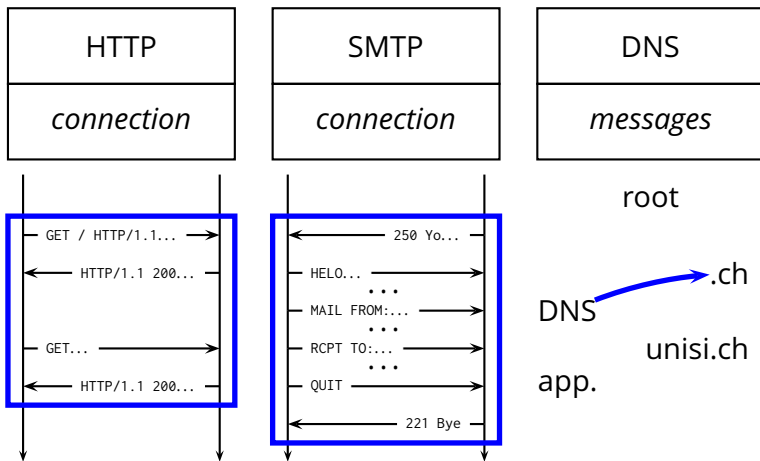 HTTP
connection
GET / HTTP/1.1...
HTTP/1.1 200...
GET...
HTTP/1.1 200...
SMTP
connection
250 Yo...
HELO...
...
MAIL FROM:...
...
RCPT TO:...
...
QUIT
221 Bye
DNS
messages
root
.ch
DNS
unisi.ch
app.